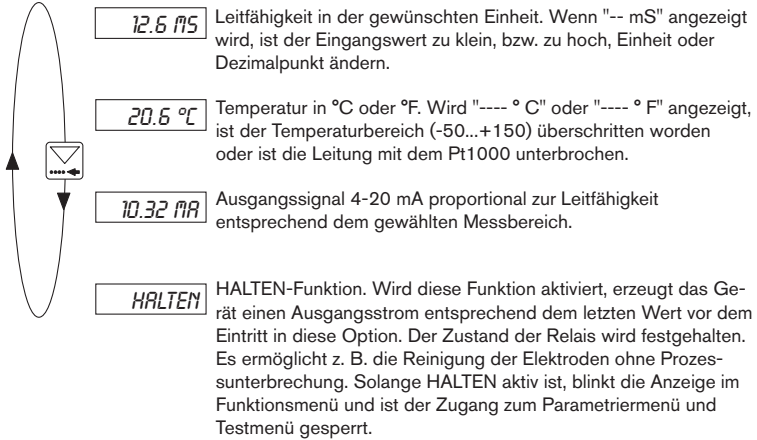 12.6 mS
Leitfähigkeit in der gewünschten Einheit. Wenn "-- mS" angezeigt
wird, ist der Eingangswert zu klein, bzw. zu hoch, Einheit oder
Dezimalpunkt ändern.
20.6 °C
Temperatur in °C oder °F. Wird "---- ° C" oder "---- ° F" angezeigt,
ist der Temperaturbereich (-50...+150) überschritten worden
oder ist die Leitung mit dem Pt1000 unterbrochen.
10.32 mA
Ausgangssignal 4-20 mA proportional zur Leitfähigkeit
entsprechend dem gewählten Messbereich.
HALTEN
HALTEN-Funktion. Wird diese Funktion aktiviert, erzeugt das Ge-
rät einen Ausgangsstrom entsprechend dem letzten Wert vor dem
Eintritt in diese Option. Der Zustand der Relais wird festgehalten.
Es ermöglicht z. B. die Reinigung der Elektroden ohne Prozes-
sunterbrechung. Solange HALTEN aktiv ist, blinkt die Anzeige im
Funktionsmenü und ist der Zugang zum Parametriermenü und
Testmenü gesperrt.